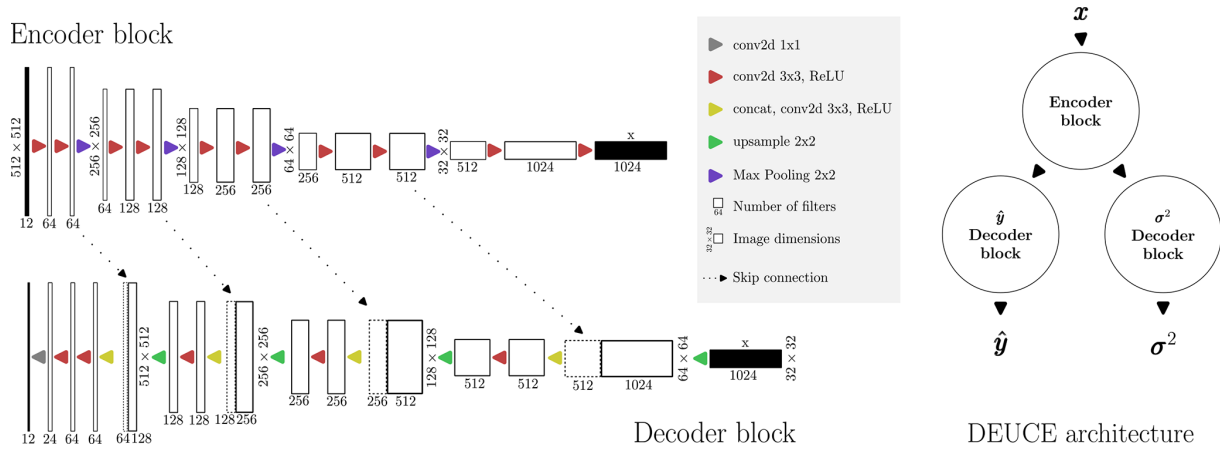 Encoder block
512 × 512
12
64
64
256 × 256
64
128
128
128 × 128
128
256
256
64 × 64
256
512
512
32 × 32
512
1024
x
1024
conv2d 1x1
conv2d 3x3, ReLU
concat, conv2d 3x3, ReLU
upsample 2x2
Max Pooling 2x2
64
Number of filters
32 × 32
Image dimensions
Skip connection
12
24
64
64
64
128
512 × 512
128
128
128
256
256 × 256
256
256
256
512
128 × 128
512
512
512
1024
64 × 64
x
1024
32 × 32
Decoder block
x
Encoder
block
ŷ
Decoder
block
σ²
Decoder
block
ŷ
σ²
DEUCE architecture